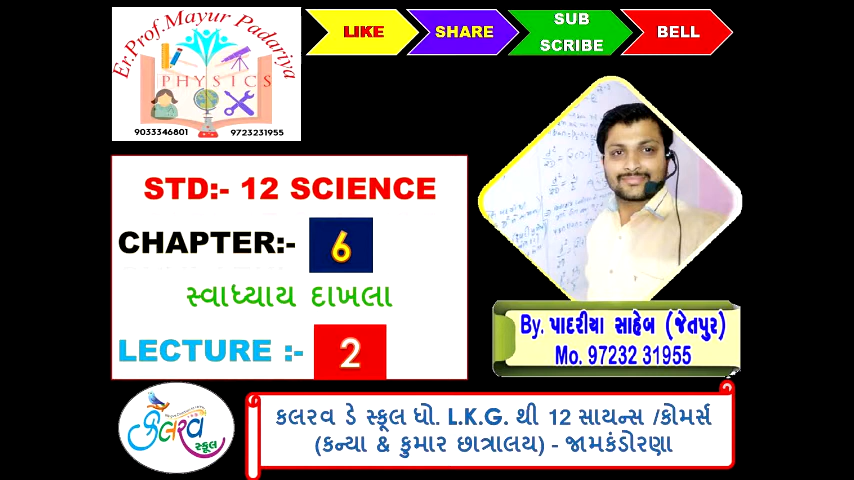 Er.Prof.Mayur Padariya
PHYSICS
9033346801 9723231955
LIKE
SHARE
SUB
SCRIBE
BELL
STD:- 12 SCIENCE
CHAPTER:- 6
સ્વાધ્યાય દાખલા
LECTURE :- 2
By. પાદરીયા સાહેબ (જેતપુર)
Mo. 97232 31955
કલરવ
સ્કૂલ
કલરવ ડે સ્કૂલ ધો. L.K.G. થી 12 સાયન્સ /કોમર્સ
(કન્યા & કુમાર છાત્રાલય) - જામકંડોરણા